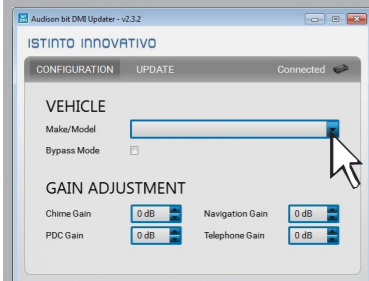 Audison bit DMI Updater - v2.3.2
ISTINTO INNOVATIVO
CONFIGURATION UPDATE Connected
VEHICLE
Make/Model
Bypass Mode
GAIN ADJUSTMENT
Chime Gain 0 dB Navigation Gain 0 dB
PDC Gain 0 dB Telephone Gain 0 dB